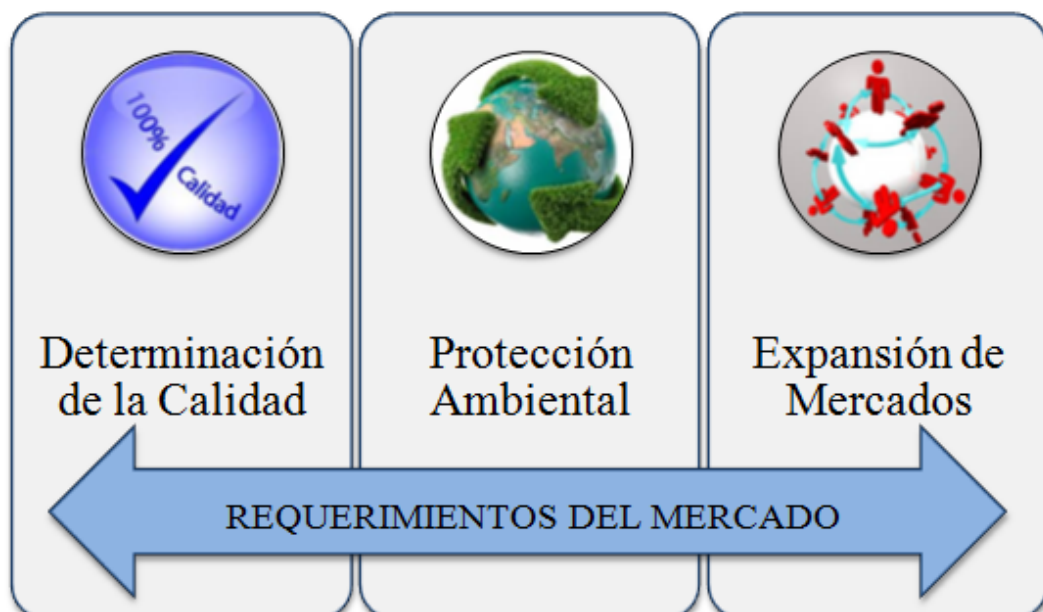 100%
Calidad
Determinación
de la Calidad
Protección
Ambiental
Expansión de
Mercados
REQUERIMIENTOS DEL MERCADO